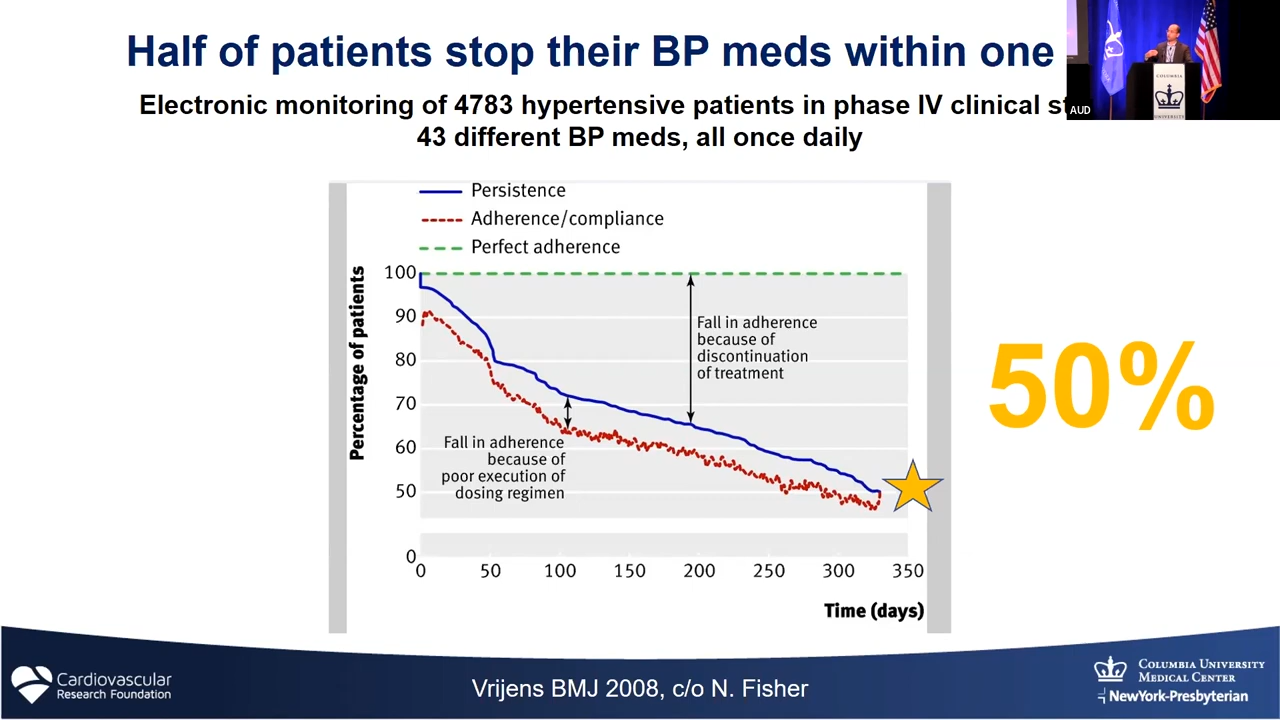 Half of patients stop their BP meds within one
Electronic monitoring of 4783 hypertensive patients in phase IV clinical
43 different BP meds, all once daily
AUD
COLUMBIA
UNIVERSITY
Persistence
Adherence/compliance
Perfect adherence
Percentage of patients
100
90
80
70
60
50
0
Fall in adherence
because of
discontinuation
of treatment
Fall in adherence
because of
poor execution of
dosing regimen
0 50 100 150 200 250 300 350
Time (days)
50%
Cardiovascular
Research Foundation
Vrijens BMJ 2008, c/o N. Fisher
COLUMBIA UNIVERSITY
MEDICAL CENTER
NewYork-Presbyterian